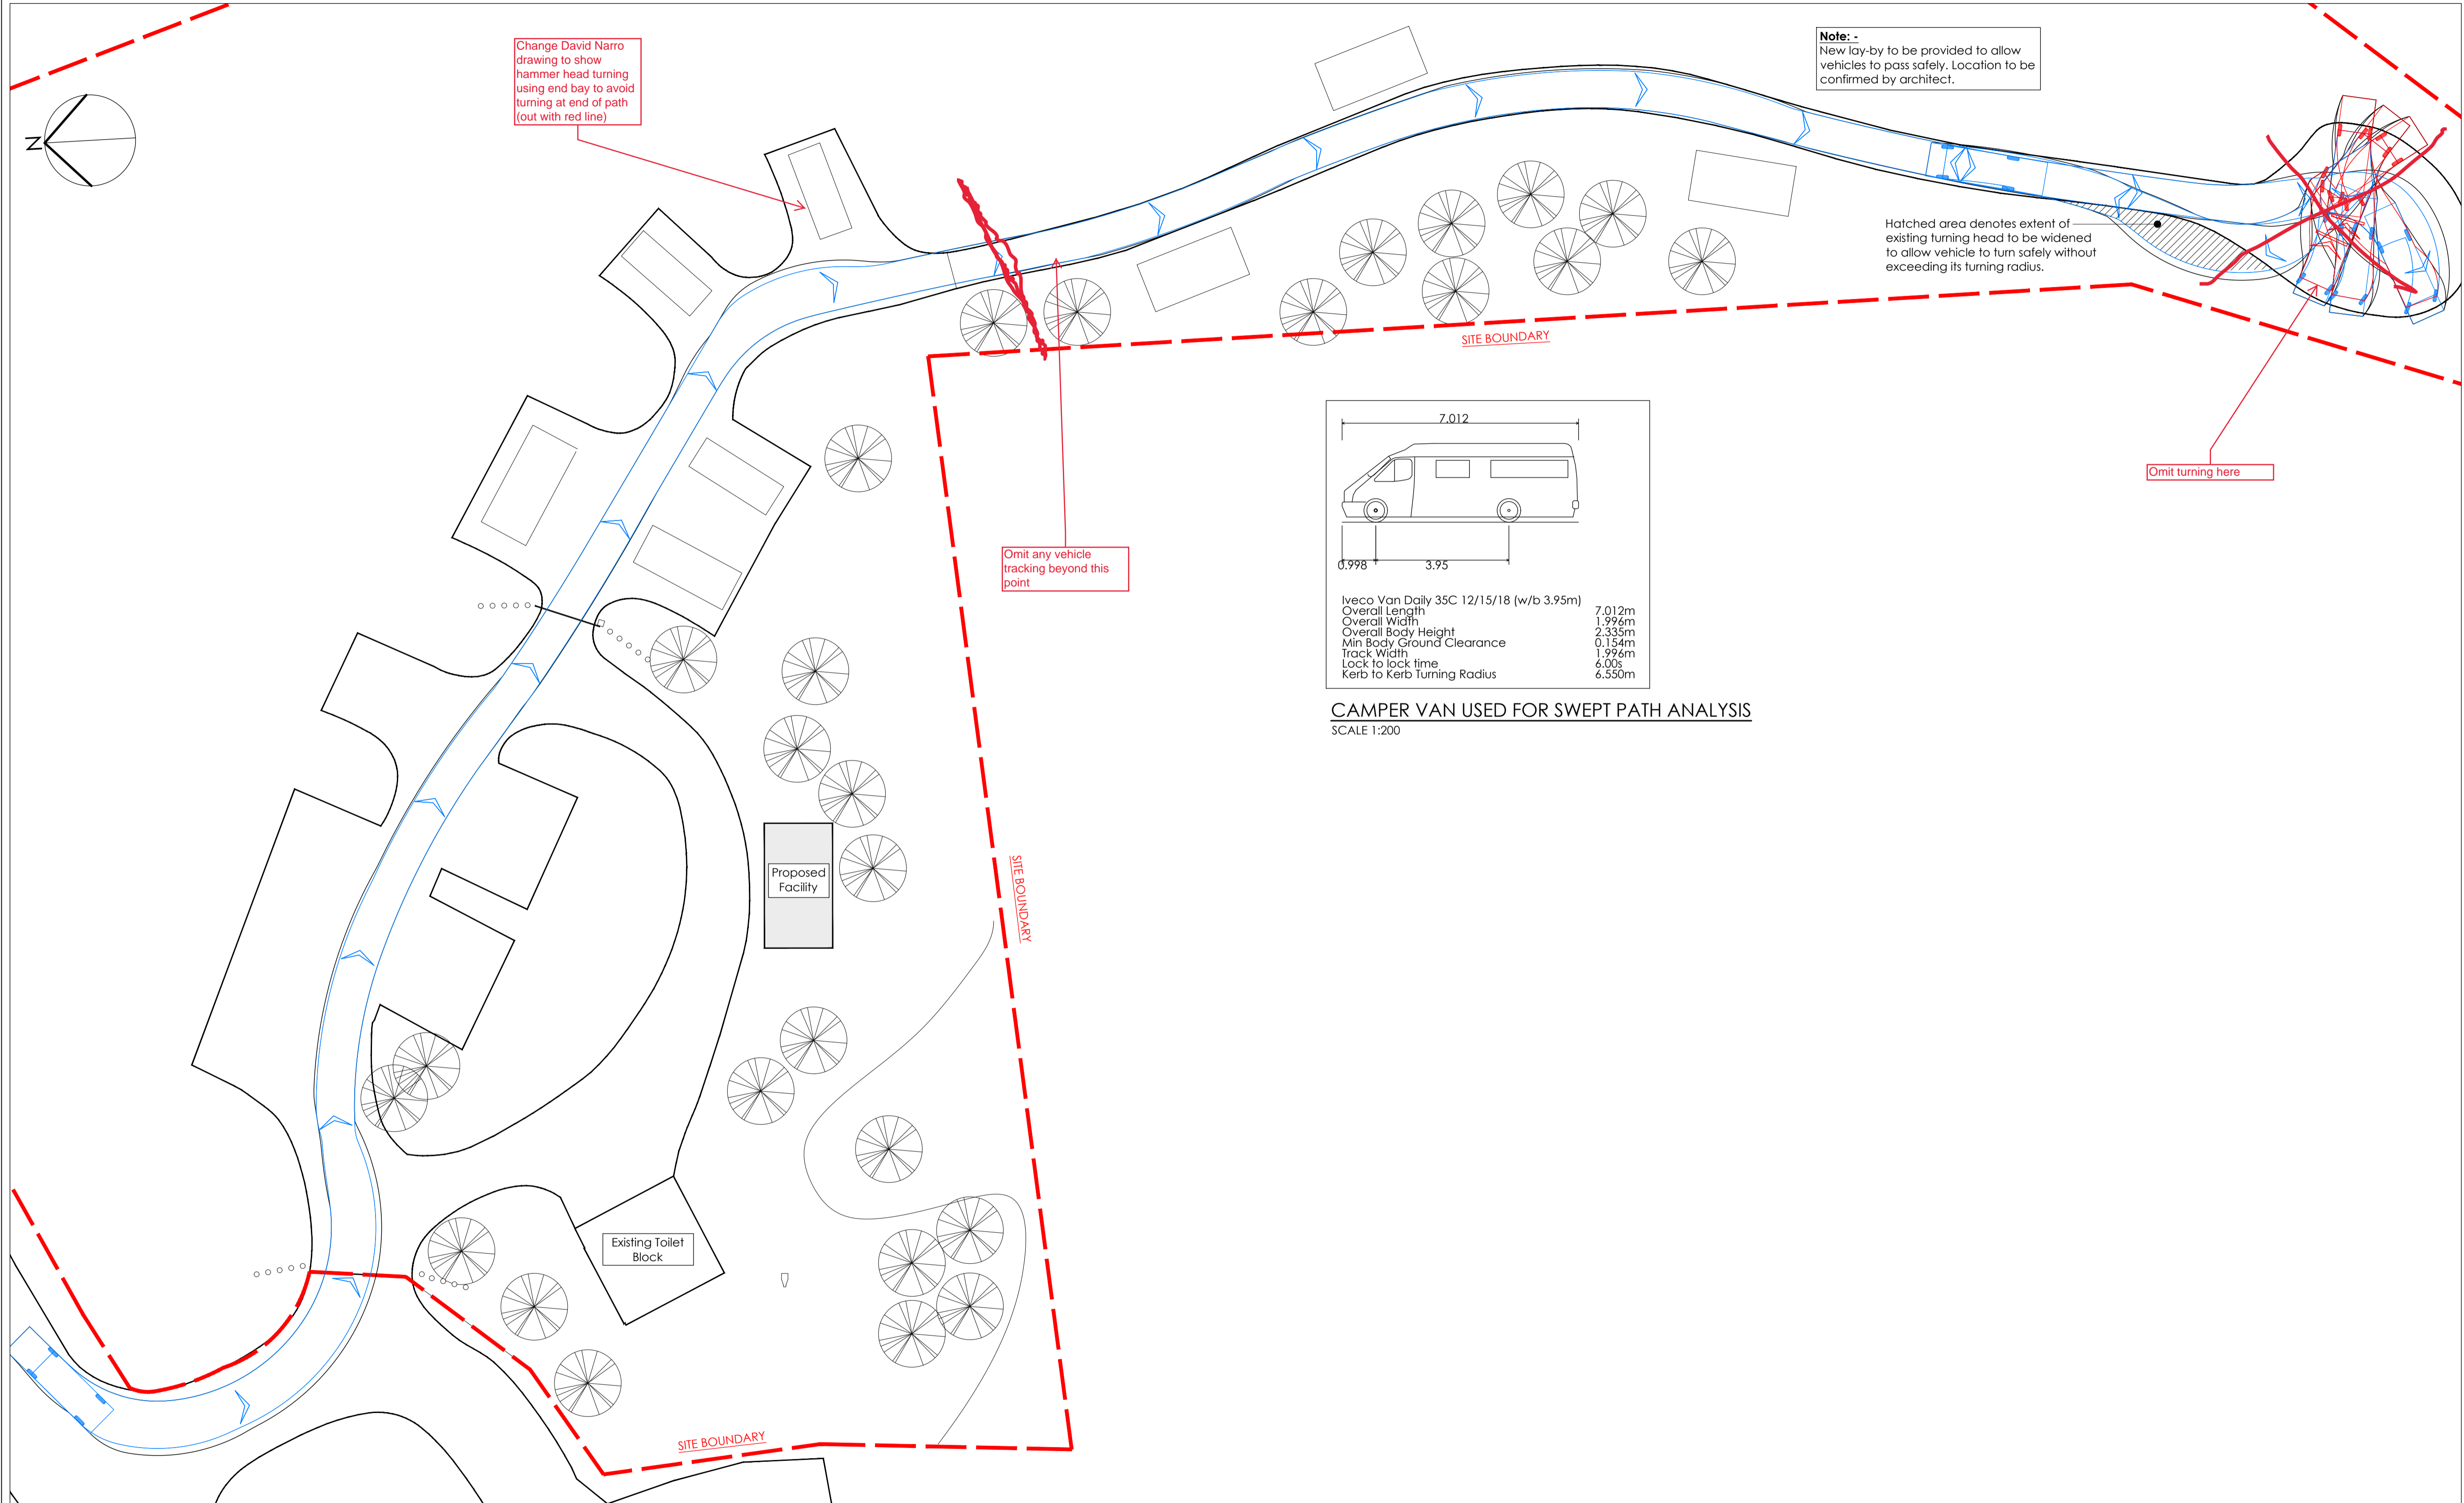 Change David Narro
drawing to show
hammer head turning
using end bay to avoid
turning at end of path
(out with red line)
Note: -
New lay-by to be provided to allow
vehicles to pass safely. Location to be
confirmed by architect.
N
Hatched area denotes extent of
existing turning head to be widened
to allow vehicle to turn safely without
exceeding its turning radius.
SITE BOUNDARY
Omit turning here
Omit any vehicle
tracking beyond this
point
7.012
0.998 3.95
Iveco Van Daily 35C 12/15/18 (w/b 3.95m)
Overall Length 7.012m
Overall Width 1.996m
Overall Body Height 2.335m
Min Body Ground Clearance 0.154m
Track Width 1.996m
Lock to lock time 6.00s
Kerb to Kerb Turning Radius 6.550m
CAMPER VAN USED FOR SWEPT PATH ANALYSIS
SCALE 1:200
Proposed
Facility
SITE BOUNDARY
Existing Toilet
Block
SITE BOUNDARY